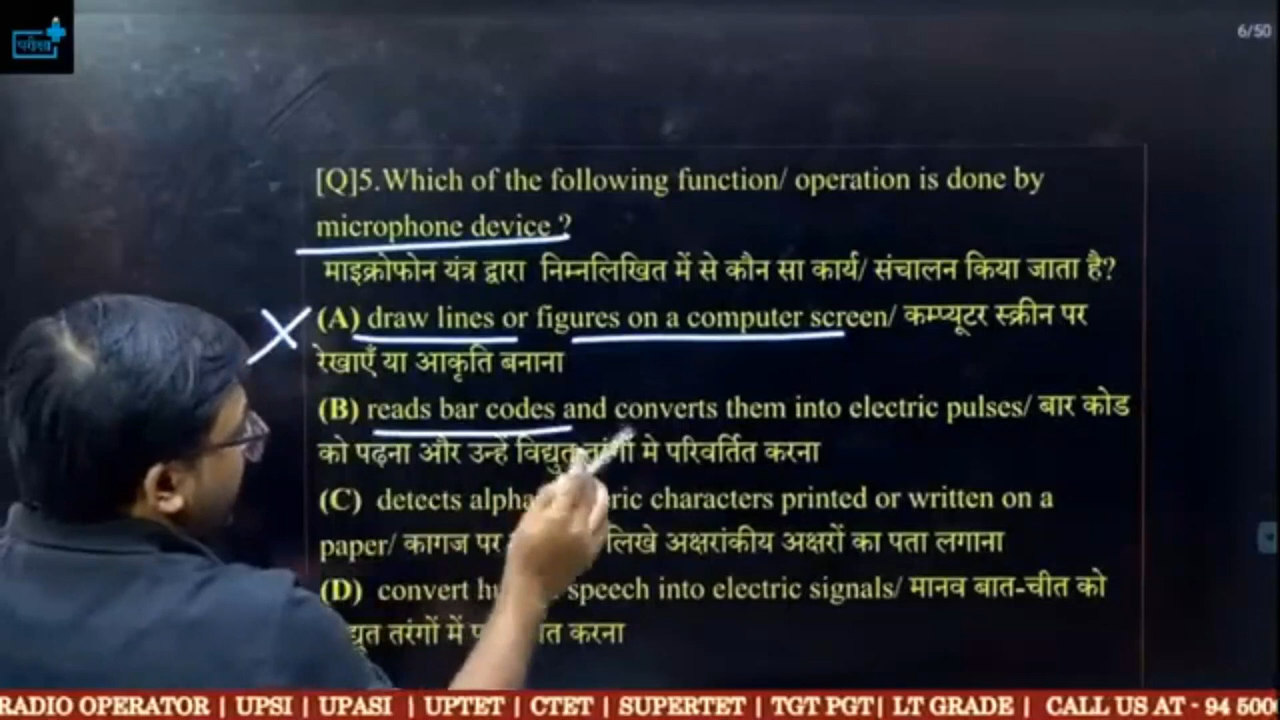 परीक्षा
6/50
[Q]5.Which of the following function/ operation is done by
microphone device ?
माइक्रोफोन यंत्र द्वारा निम्नलिखित में से कौन सा कार्य/ संचालन किया जाता है?
(A) draw lines or figures on a computer screen/ कम्प्यूटर स्क्रीन पर
रेखाएँ या आकृति बनाना
(B) reads bar codes and converts them into electric pulses/ बार कोड
को पढ़ना और उन्हें विद्युत तरंगों मे परिवर्तित करना
(C) detects characters printed or written on a
paper/ कागज पर लिखे अक्षरांकीय अक्षरों का पता लगाना
(D) convert speech into electric signals/ मानव बात-चीत को
तरंगों में करना
RADIO OPERATOR | UPSI | UPASI | UPTET | CTET | SUPERTET | TGT PGT| LT GRADE | CALL US AT - 94 500